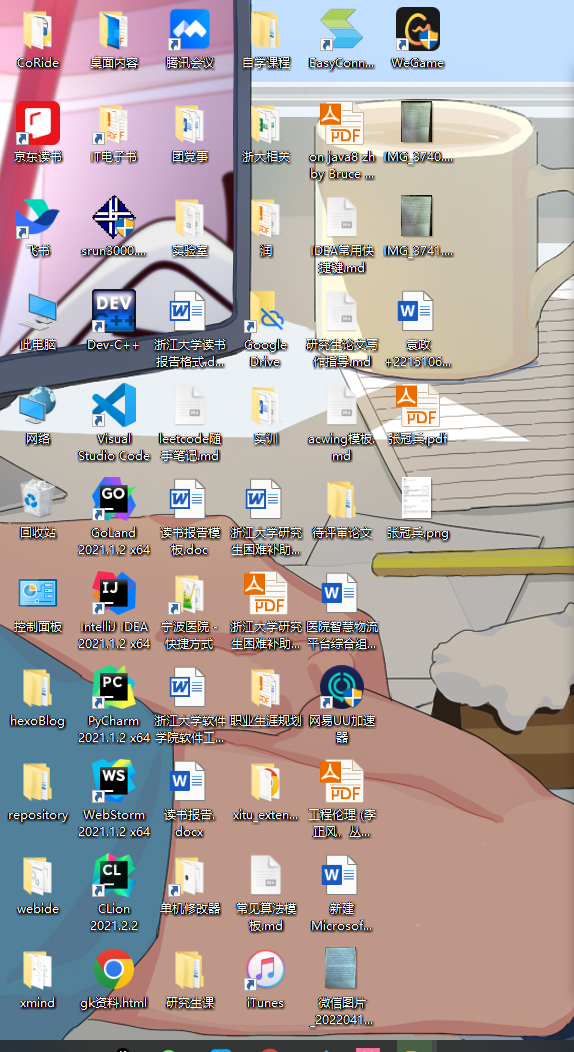 CoRide
桌面内容
腾讯会议
自学课程
EasyConn...
WeGame
京东读书
IT电子书
团党事
浙大相关
on java8 zh
by Bruce ...
IMG_3740....
飞书
srun3000....
实验室
润
IDEA常用快
捷键.md
IMG_3741....
此电脑
DEV
C++
Dev-C++
浙江大学读书
报告格式.d...
Google
Drive
研究生论文写
作指导.md
袁政
+2215106...
网络
Visual
Studio Code
leetcode随
手笔记.md
实训
acwing模板.
md
PDF
张冠兵.pdf
回收站
GO
GoLand
2021.1.2 x64
读书报告模
板.doc
浙江大学研究
生困难补助...
待评审论文
张冠兵.png
控制面板
IJ
IntelliJ IDEA
2021.1.2 x64
宁波医院 -
快捷方式
PDF
浙江大学研究
生困难补助...
医院智慧物流
平台综合组...
hexoBlog
PC
PyCharm
2021.1.2 x64
浙江大学软件
学院软件工...
职业生涯规划
网易UU加速
器
repository
WS
WebStorm
2021.1.2 x64
读书报告.
docx
xitu_exten...
PDF
工程伦理 (李
正风，丛...
webide
CL
CLion
2021.2.2
单机修改器
常见算法模
板.md
新建
Microsof...
xmind
gk资料.html
研究生课
iTunes
微信图片
_2022041...